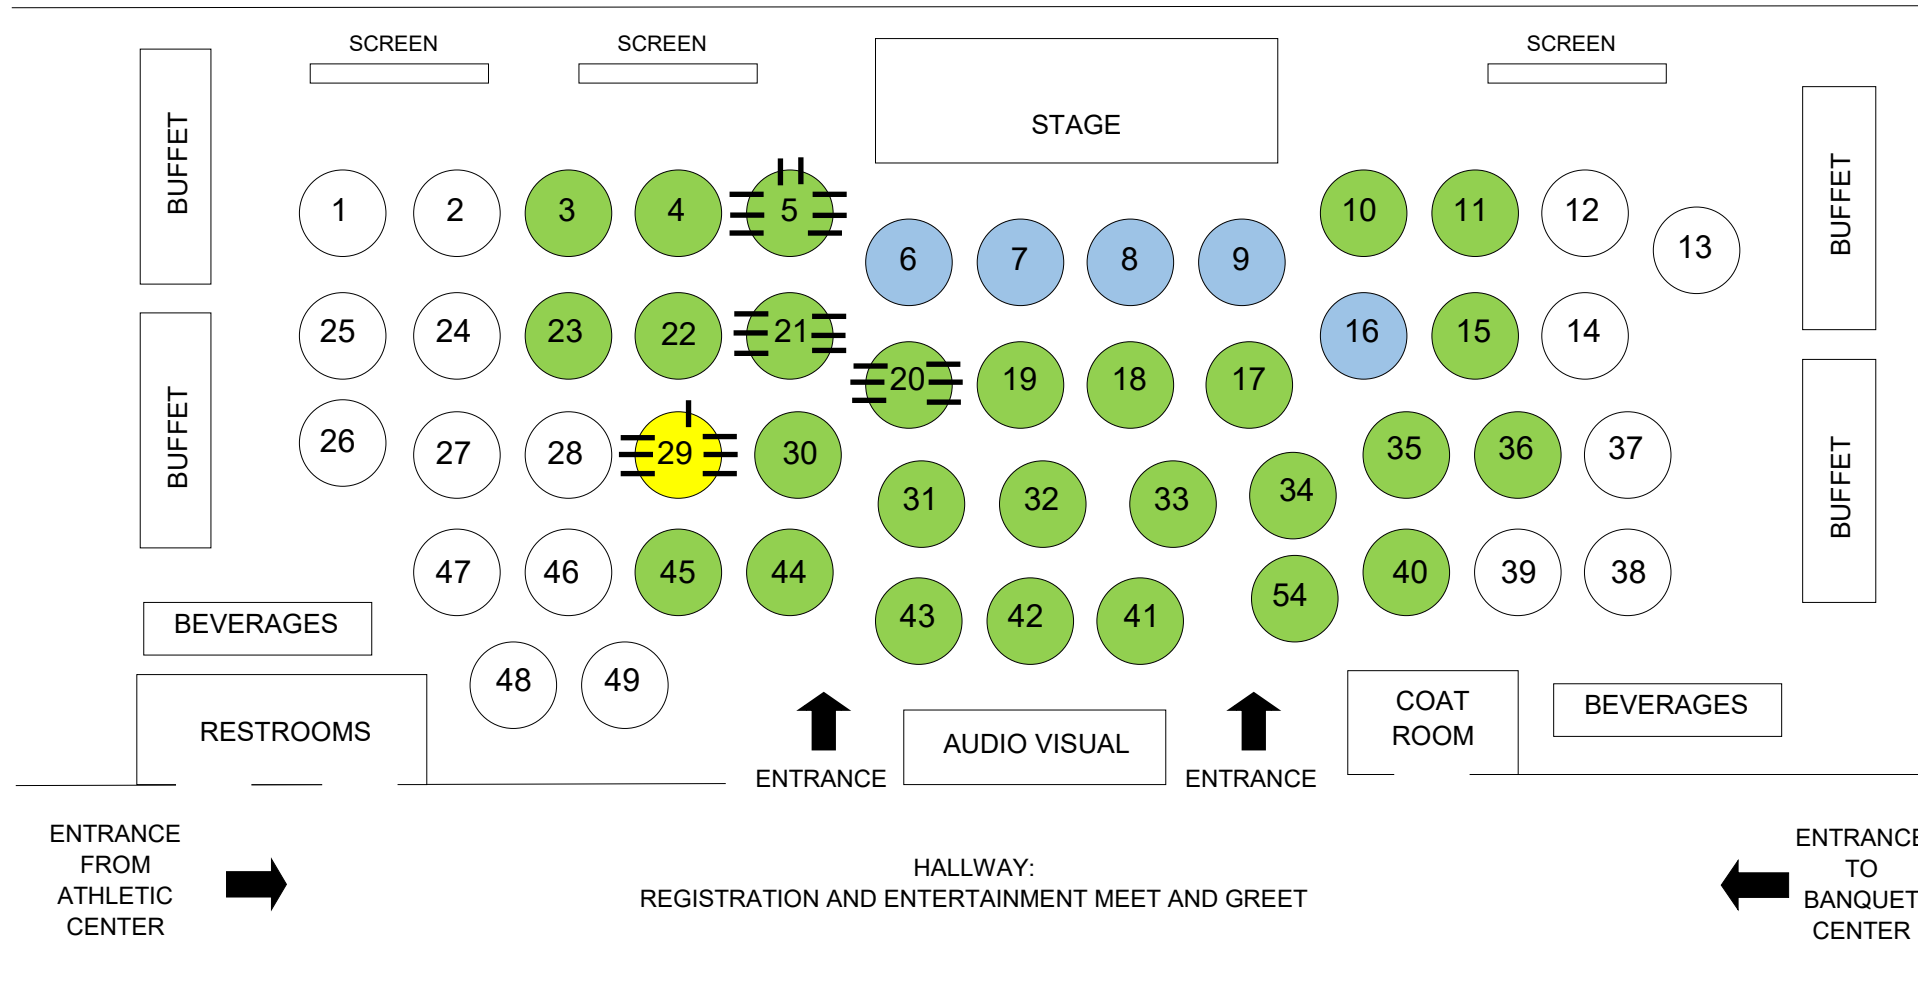 SCREEN
SCREEN
SCREEN
STAGE
BUFFET
BUFFET
1
2
3
4
5
6
7
8
9
10
11
12
13
25
24
23
22
21
20
19
18
17
16
15
14
BUFFET
BUFFET
26
27
28
29
30
31
32
33
34
35
36
37
47
46
45
44
43
42
41
54
40
39
38
BEVERAGES
48
49
RESTROOMS
AUDIO VISUAL
COAT
ROOM
BEVERAGES
ENTRANCE
ENTRANCE
ENTRANCE
FROM
ATHLETIC
CENTER
HALLWAY:
REGISTRATION AND ENTERTAINMENT MEET AND GREET
ENTRANCE
TO
BANQUET
CENTER